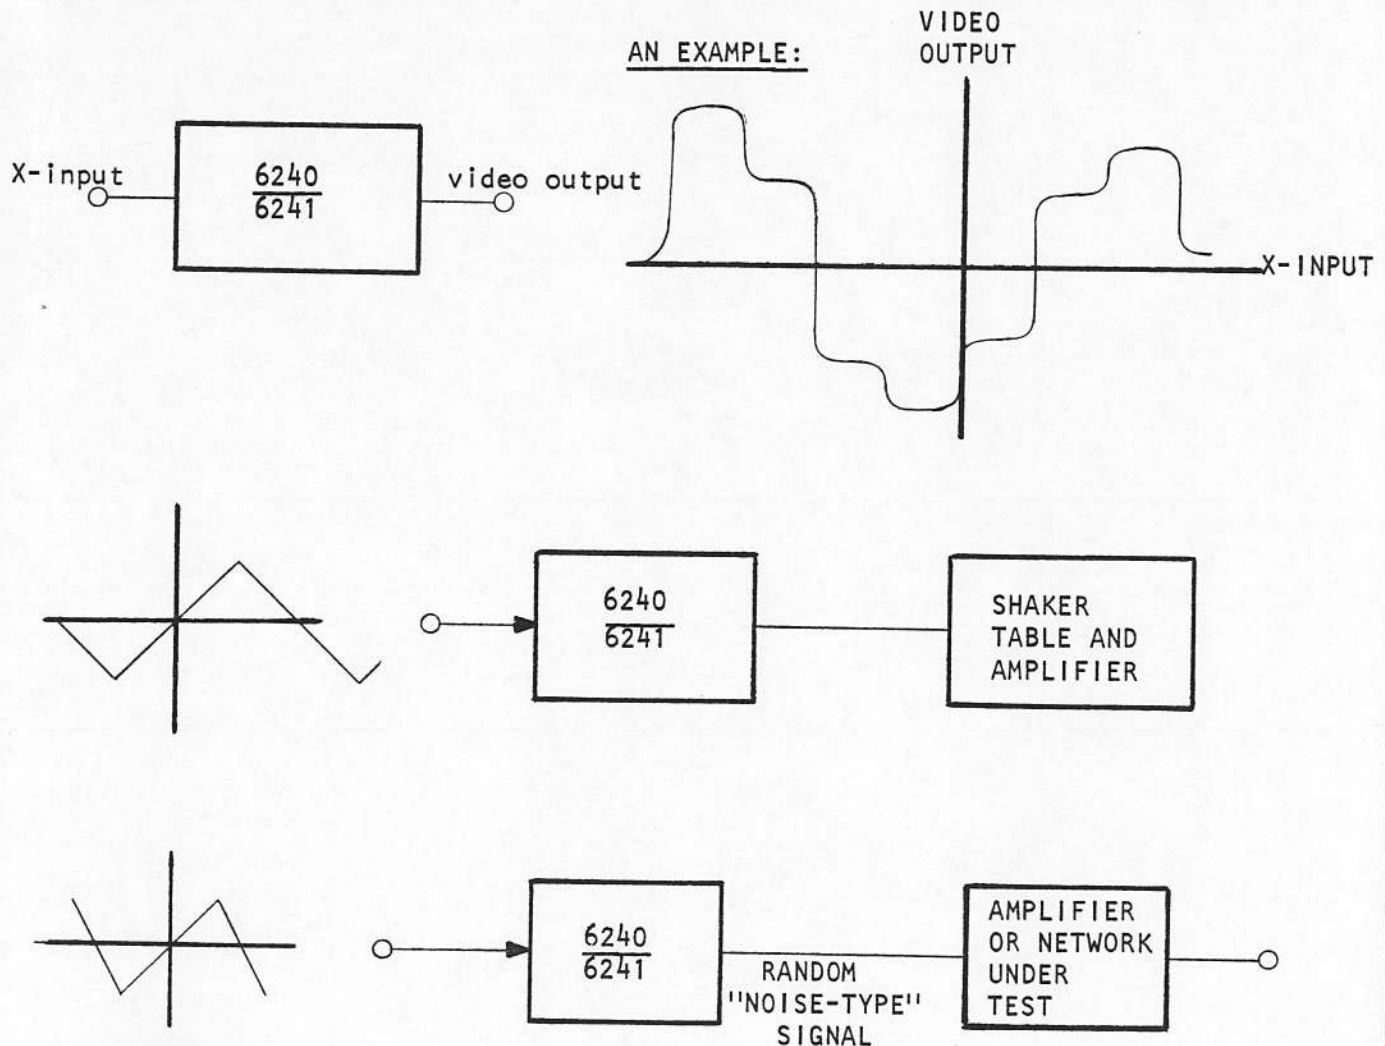 VIDEO
OUTPUT
AN EXAMPLE:
X-input
6240
6241
video output
X-INPUT
6240
6241
SHAKER
TABLE AND
AMPLIFIER
6240
6241
RANDOM
"NOISE-TYPE"
SIGNAL
AMPLIFIER
OR NETWORK
UNDER
TEST